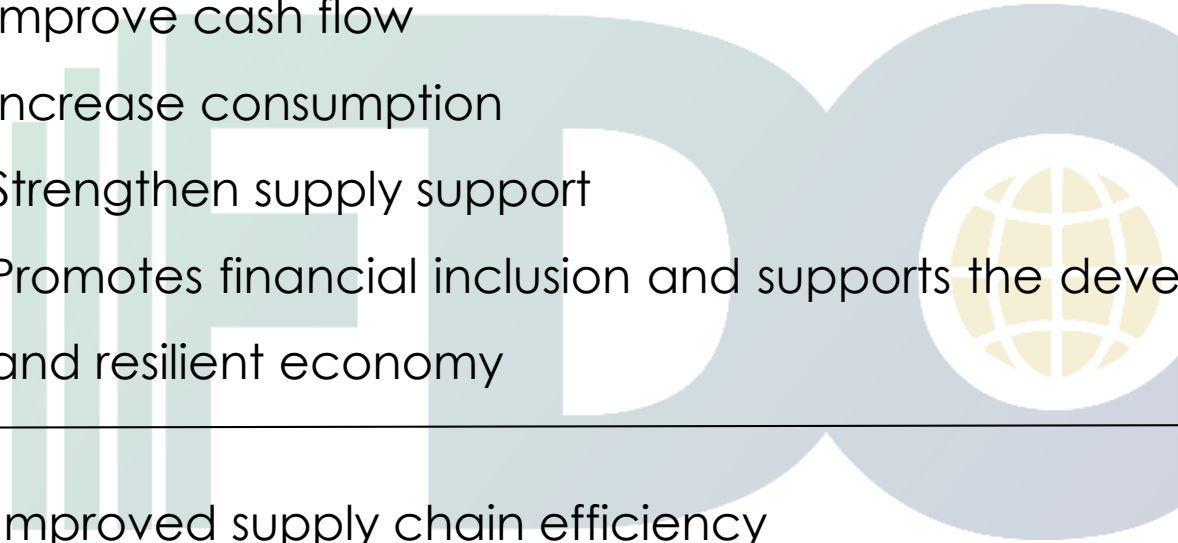 mprove cash flow
ncrease consumption
Strengthen supply support
Promotes financial inclusion and supports the deve
and resilient economy
mproved supply chain efficiency
FDC